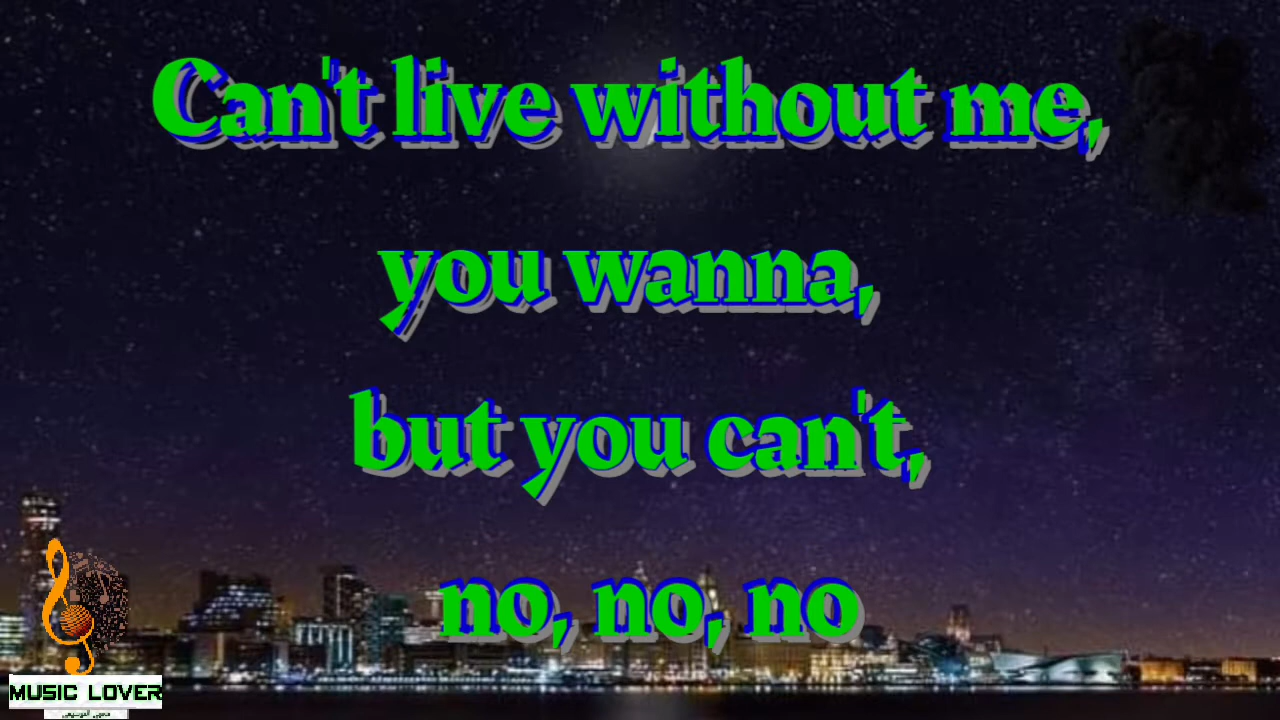 Can't live without me,
you wanna,
but you can't,
no, no, no
MUSIC LOVER